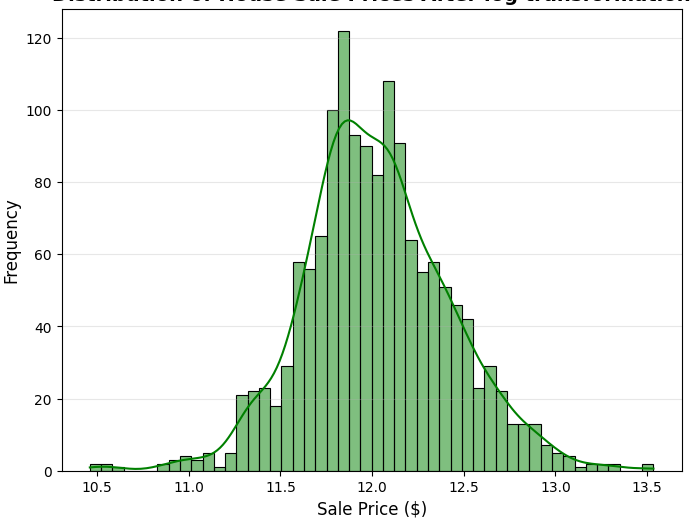 Distribution of House Sale Prices After log transformation
120
100
80
60
40
20
0
Frequency
10.5 11.0 11.5 12.0 12.5 13.0 13.5
Sale Price ($)